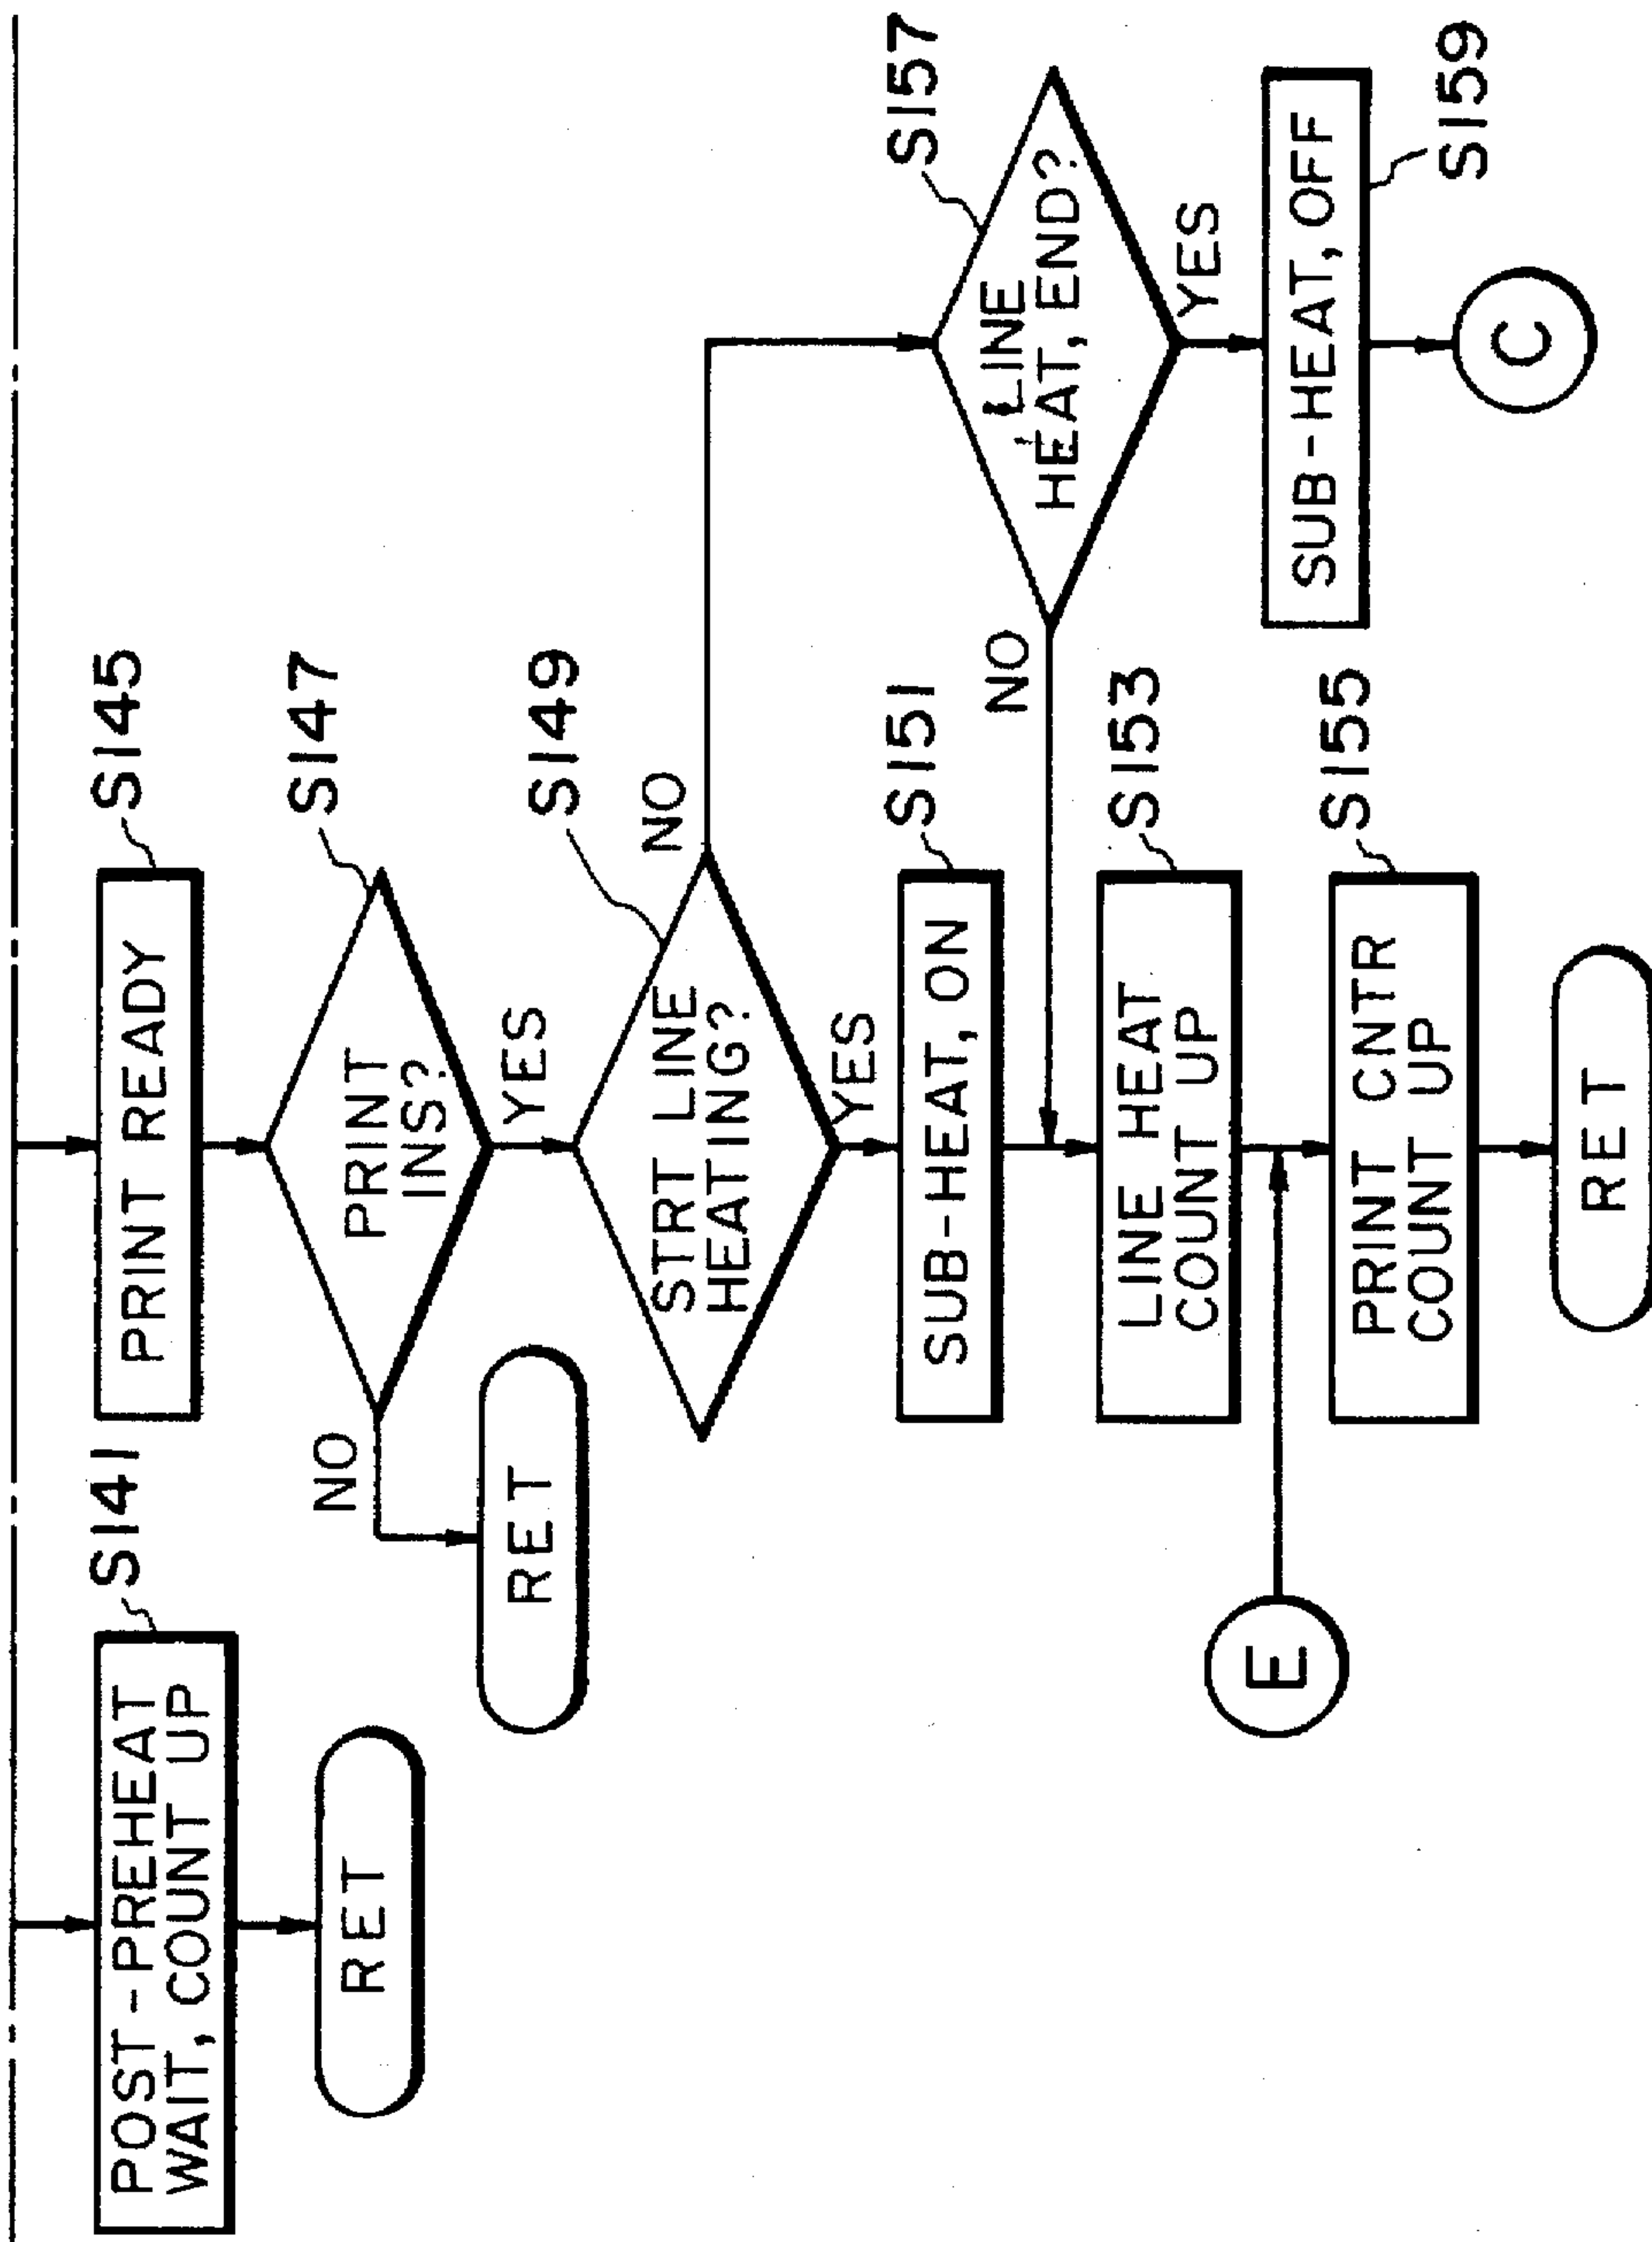 POST-PREHEAT
WAIT, COUNT UP
S141
RET
PRINT READY
S145
PRINT
INS?
S147
NO
YES
RET
STRT LINE
HEATING?
S149
NO
YES
SUB-HEAT, ON
S151
LINE HEAT
COUNT UP
S153
E
PRINT CNTR
COUNT UP
S155
RET
LINE
HEAT, END?
S157
NO
YES
SUB-HEAT, OFF
S159
C